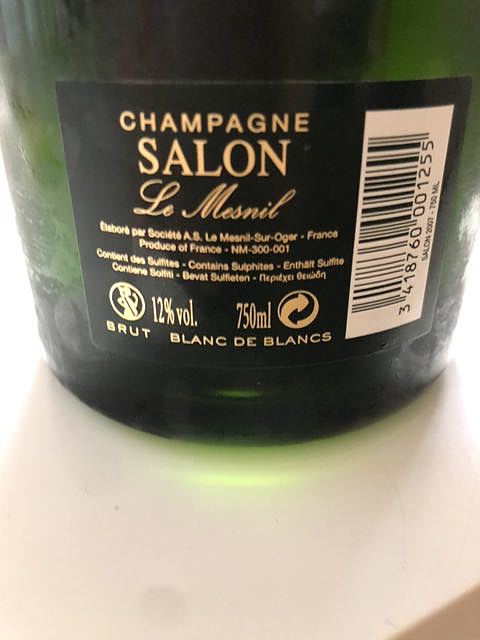 CHAMPAGNE
SALON
Le Mesnil
Élaboré par Société A.S. Le Mesnil-Sur-Oger - France
Produce of France - NM-300-001
Contient des Sulfites - Contains Sulphites - Enthält Sulfite
Contiene Solfiti - Bevat Sulfieten - Περιέχει θειώδη
12% vol. 750ml
BRUT BLANC DE BLANCS
3 418760 001255
SALON 2007 - 750 ML